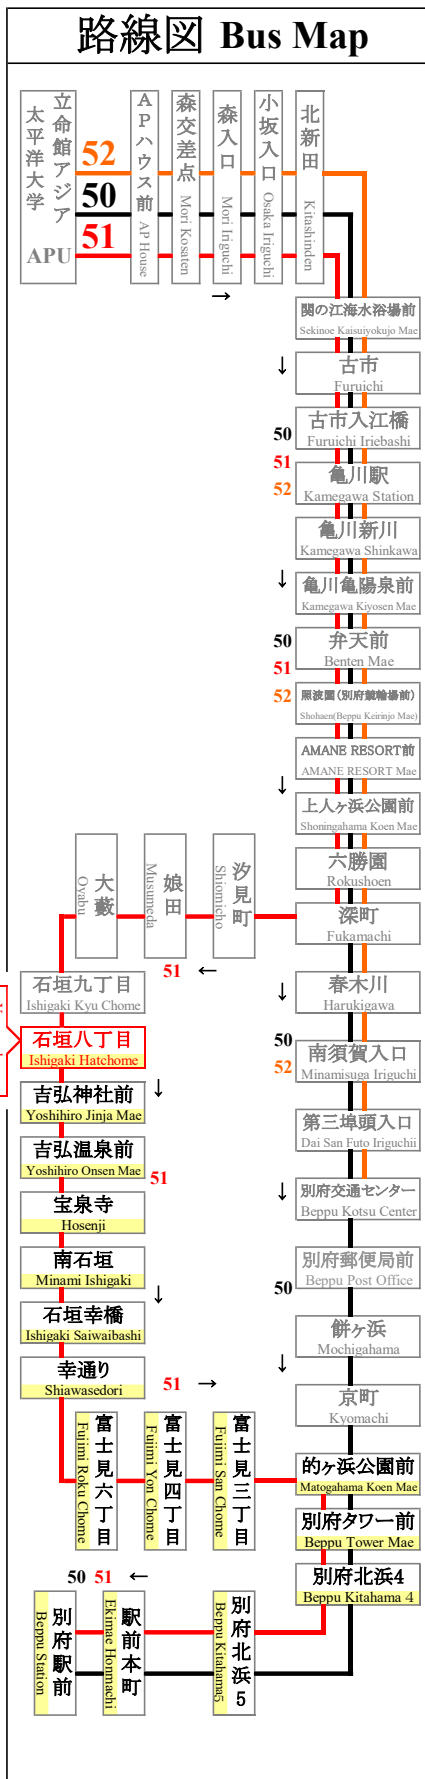 路線図 Bus Map
立命館アジア
太平洋大学
APU
52
50
51
APハウス前
AP House
森交差点
Mori Kosaten
森入口
Mori Iriguchi
小坂入口
Osaka Iriguchi
北新田
Kitashinden
→
関の江海水浴場前
Sekinoe Kaisuiyokujo Mae
↓
古市
Furuichi
古市入江橋
Furuichi Iriebashi
50
51
52
亀川駅
Kamegawa Station
亀川新川
Kamegawa Shinkawa
↓
亀川亀陽泉前
Kamegawa Kiyosen Mae
弁天前
Benten Mae
50
51
52
照波園(別府競輪場前)
Shohaen(Beppu Keirinjo Mae)
AMANE RESORT前
AMANE RESORT Mae
↓
上人ヶ浜公園前
Shoningahama Koen Mae
六勝園
Rokushoen
深町
Fukamachi
汐見町
Shiomicho
娘田
Musumeda
大藪
Oyabu
51 ←
石垣九丁目
Ishigaki Kyu Chome
石垣八丁目
Ishigaki Hatchome
吉弘神社前
Yoshihiro Jinja Mae
↓
吉弘温泉前
Yoshihiro Onsen Mae
51
宝泉寺
Hosenji
南石垣
Minami Ishigaki
↓
石垣幸橋
Ishigaki Saiwaibashi
幸通り
Shiawasedori
51 →
富士見六丁目
Fujimi Roku Chome
富士見四丁目
Fujimi Yon Chome
富士見三丁目
Fujimi San Chome
↓
春木川
Harukigawa
50
52
南須賀入口
Minamisuga Iriguchi
第三埠頭入口
Dai San Futo Iriguchii
↓
別府交通センター
Beppu Kotsu Center
別府郵便局前
Beppu Post Office
50
餅ヶ浜
Mochigahama
↓
京町
Kyomachi
的ヶ浜公園前
Matogahama Koen Mae
別府タワー前
Beppu Tower Mae
別府北浜4
Beppu Kitahama 4
50 51 ←
別府北浜5
Beppu Kitahama5
駅前本町
Ekimae Honmachi
別府駅前
Beppu Station